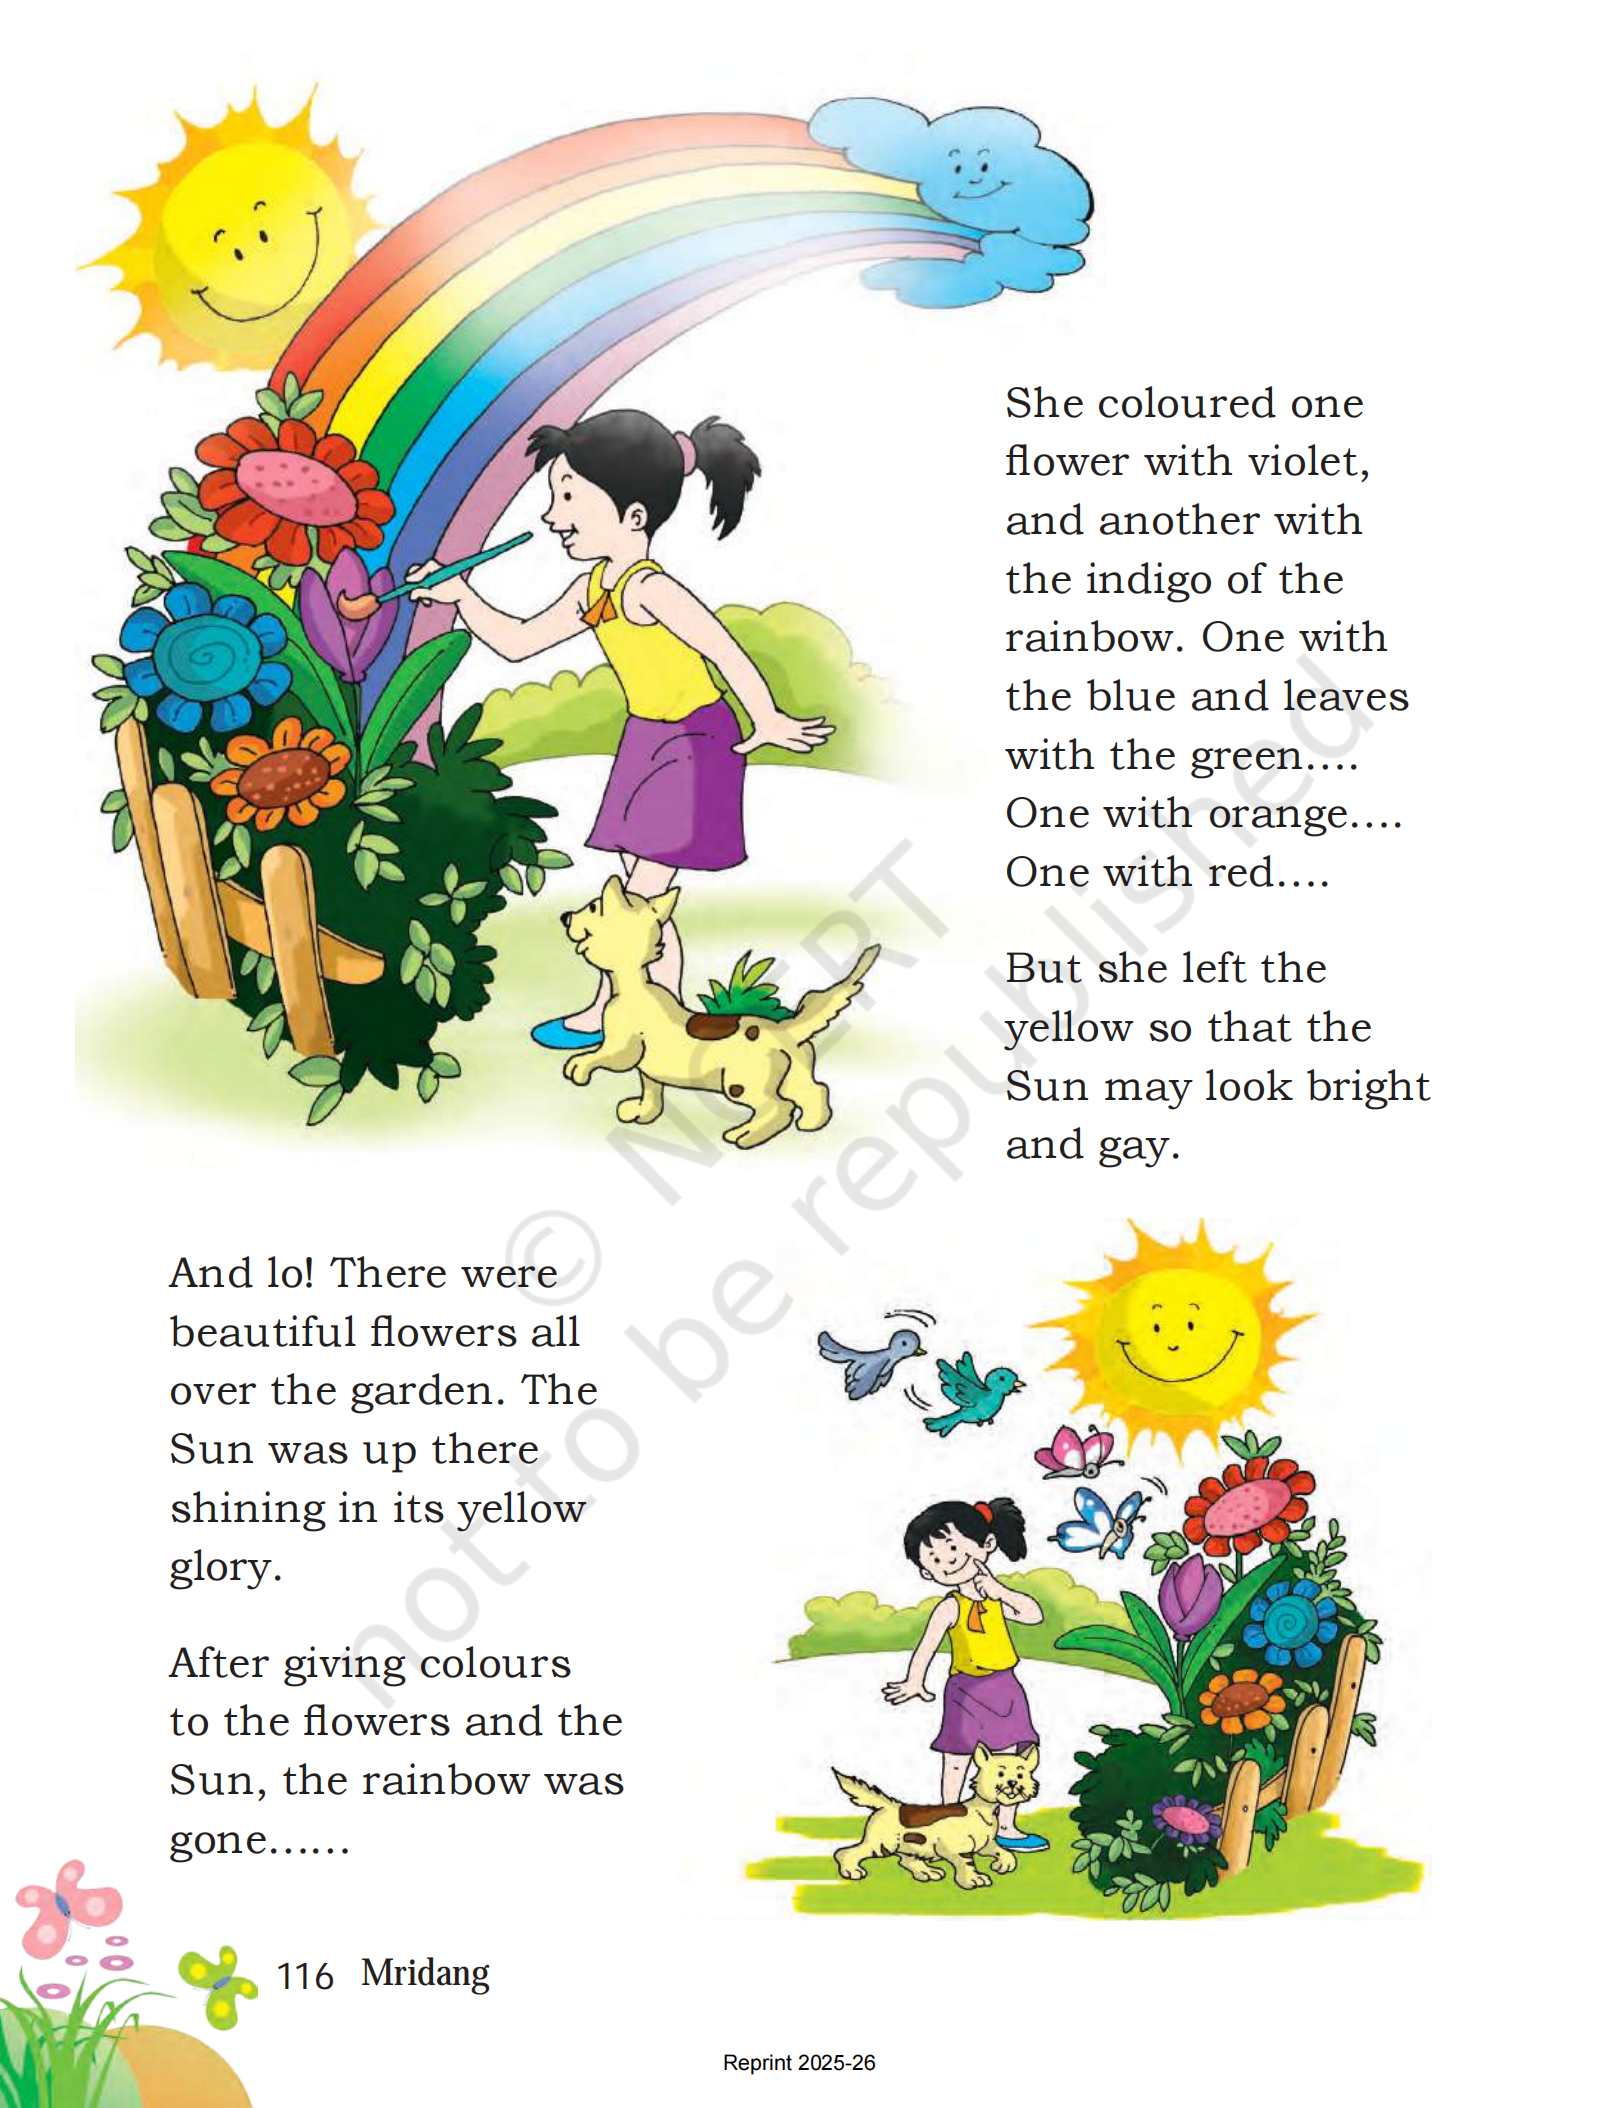 She coloured one
flower with violet,
and another with
the indigo of the
rainbow. One with
the blue and leaves
with the green....
One with orange....
One with red....
But she left the
yellow so that the
Sun may look bright
and gay.
And lo! There were
beautiful flowers all
over the garden. The
Sun was up there
shining in its yellow
glory.
After giving colours
to the flowers and the
Sun, the rainbow was
gone......
© NCERT
not to be republished
116 Mridang
Reprint 2025-26